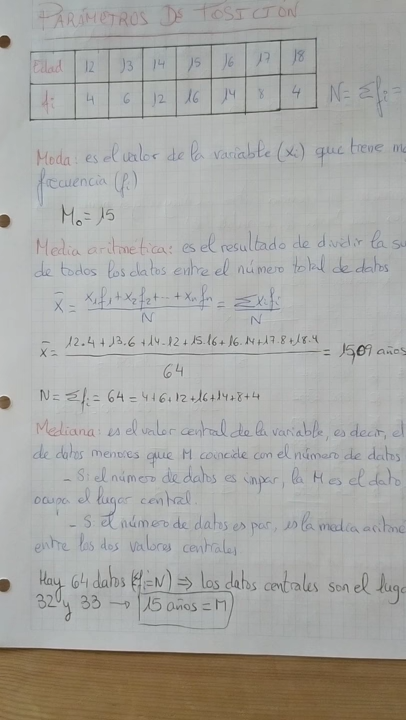 PARÁMETROS DE POSICIÓN
Edad 12 13 14 15 16 17 18
fi 4 6 12 16 14 8 4 N = Σfi =
Moda: es el valor de la variable (xi) que tiene ma
frecuencia (fi)
Mo = 15
Media aritmética: es el resultado de dividir la su
de todos los datos entre el número total de datos
x̄ = x1f1 + x2f2 + ... + xnfn / N = Σxifi / N
x̄ = 12·4 + 13·6 + 14·12 + 15·16 + 16·14 + 17·8 + 18·4 / 64 = 15,09 años
N = Σfi = 64 = 4+6+12+16+14+8+4
Mediana: es el valor central de la variable, es decir, el
de datos menores que M coincide con el número de datos
- Si el número de datos es impar, la M es el dato
ocupa el lugar central.
- Si el número de datos es par, es la media aritme
entre los dos valores centrales
Hay 64 datos (fi=N) ⇒ los datos centrales son el luga
32 y 33 → 15 años = M